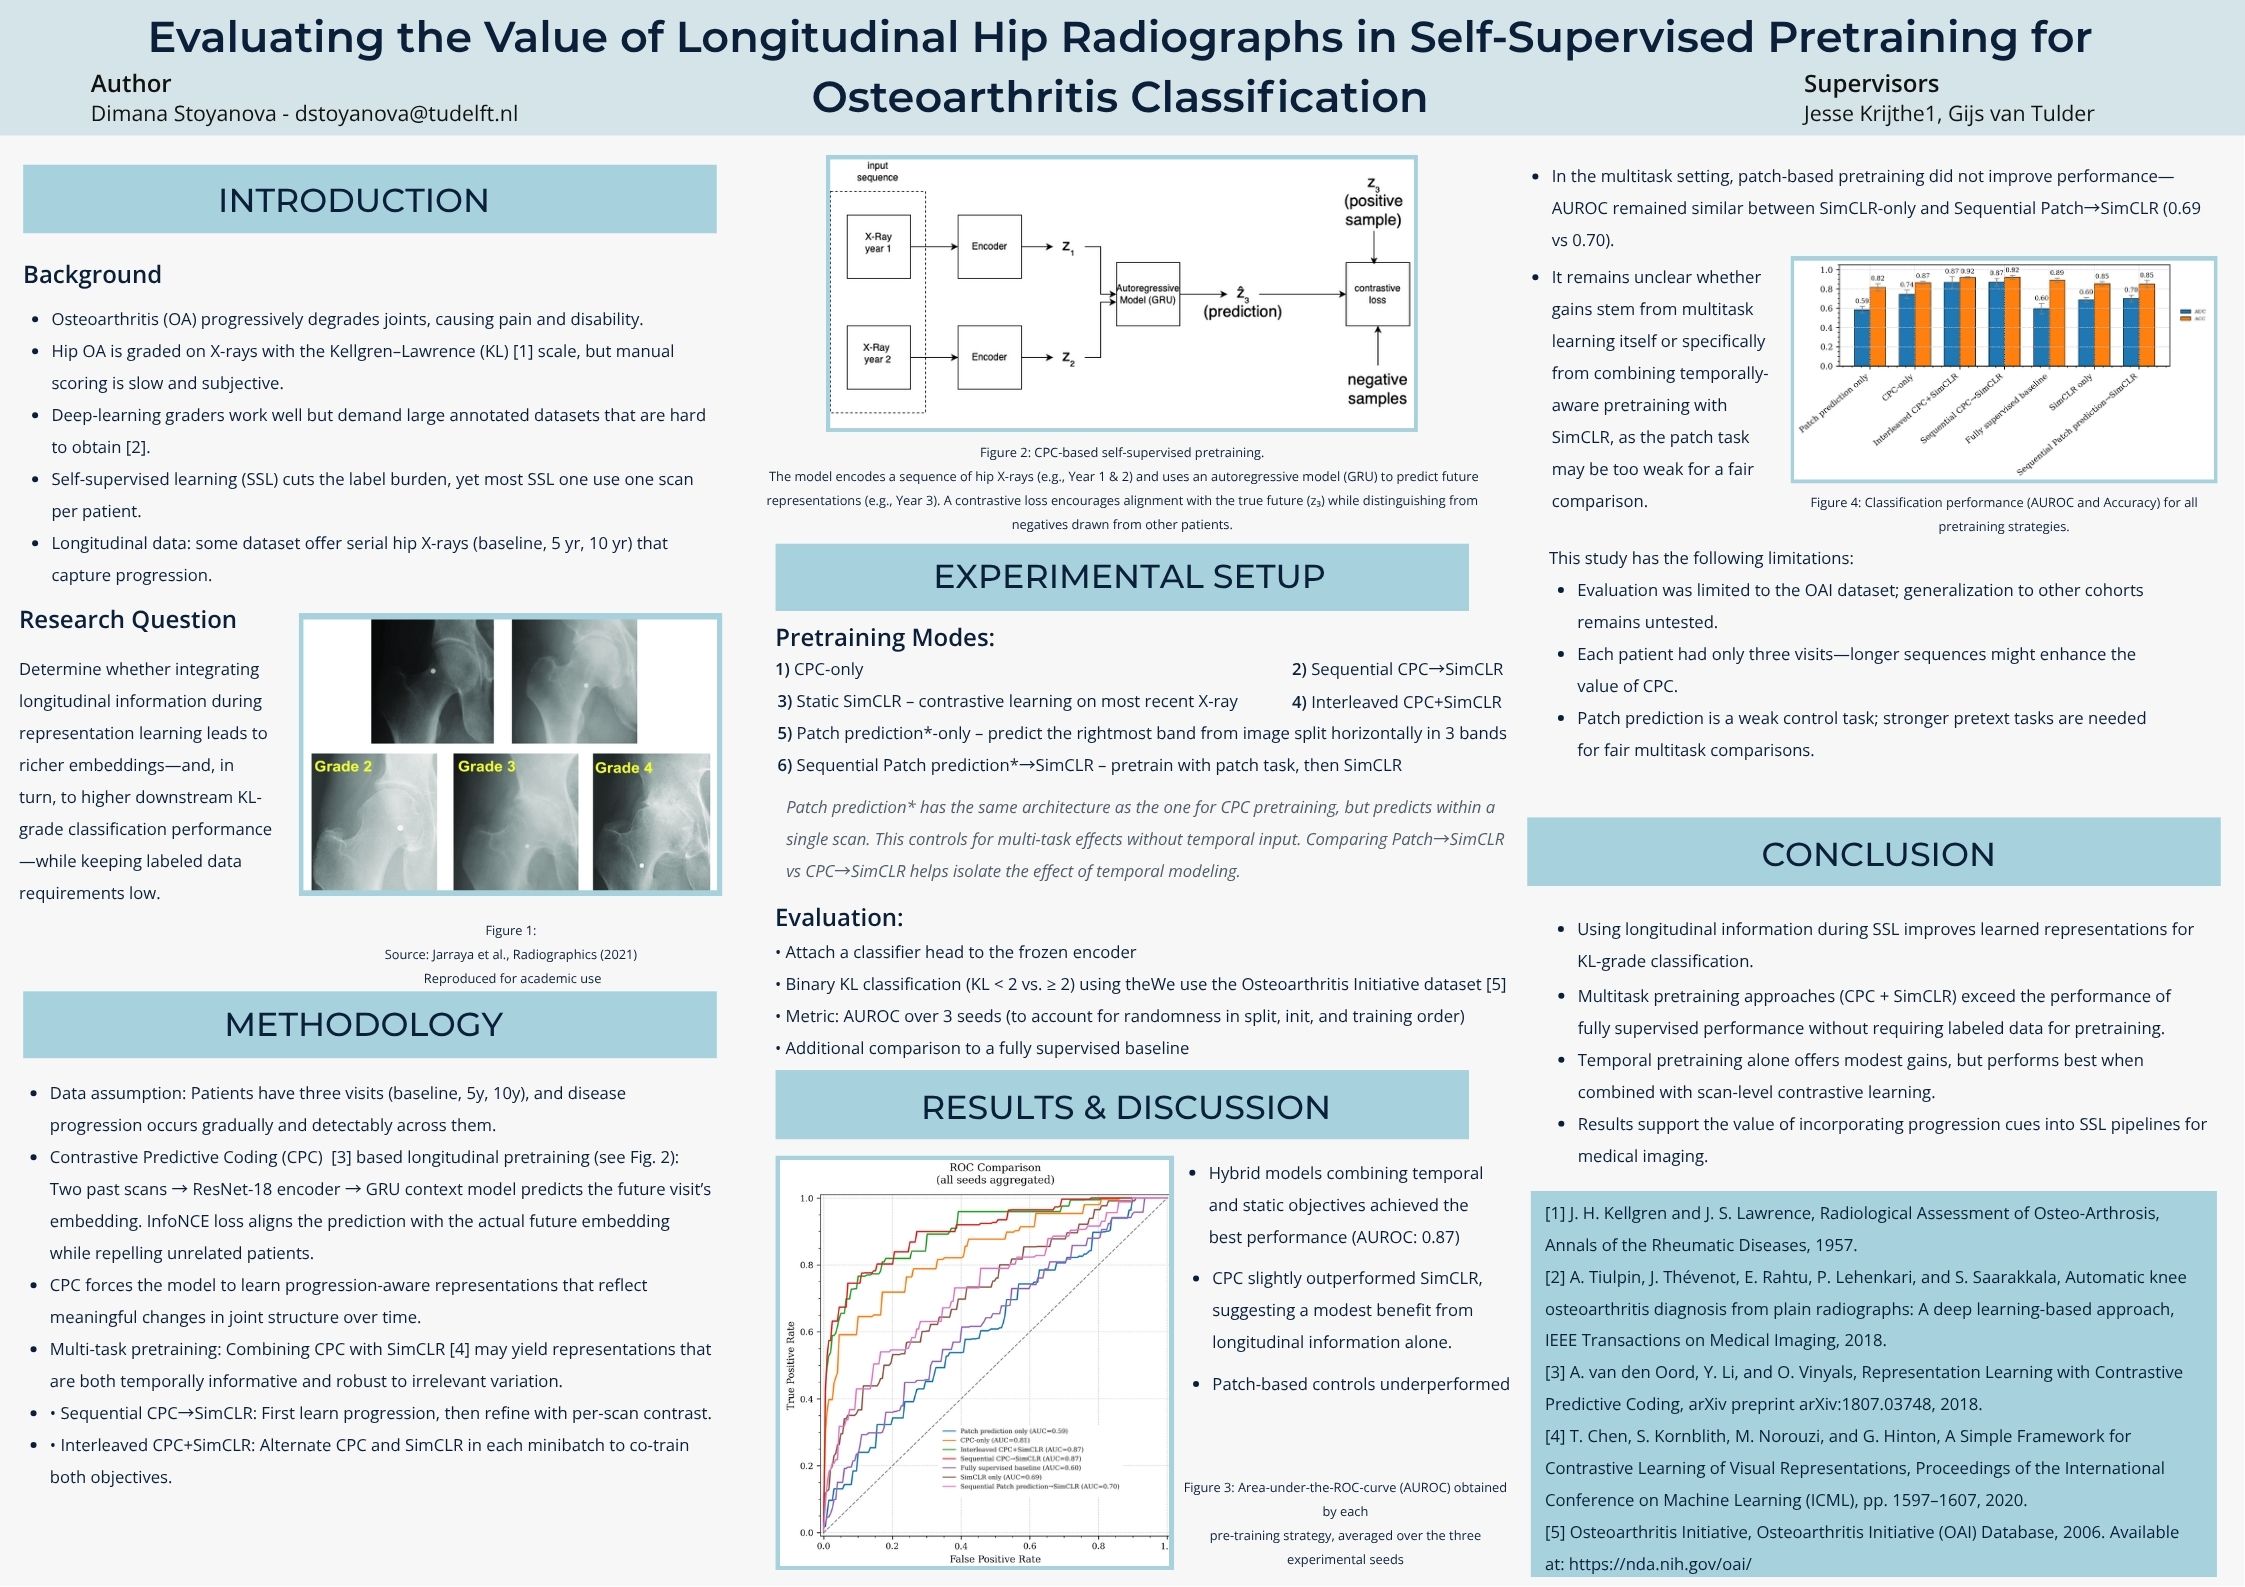 Evaluating the Value of Longitudinal Hip Radiographs in Self-Supervised Pretraining for
Osteoarthritis Classification
Author
Dimana Stoyanova - dstoyanova@tudelft.nl
Supervisors
Jesse Krijthe1, Gijs van Tulder
INTRODUCTION
Background
• Osteoarthritis (OA) progressively degrades joints, causing pain and disability.
• Hip OA is graded on X-rays with the Kellgren–Lawrence (KL) [1] scale, but manual
scoring is slow and subjective.
• Deep-learning graders work well but demand large annotated datasets that are hard
to obtain [2].
• Self-supervised learning (SSL) cuts the label burden, yet most SSL one use one scan
per patient.
• Longitudinal data: some dataset offer serial hip X-rays (baseline, 5 yr, 10 yr) that
capture progression.
Research Question
Determine whether integrating
longitudinal information during
representation learning leads to
richer embeddings—and, in
turn, to higher downstream KL-
grade classification performance
—while keeping labeled data
requirements low.
Grade 2
Grade 3
Grade 4
Figure 1:
Source: Jarraya et al., Radiographics (2021)
Reproduced for academic use
METHODOLOGY
• Data assumption: Patients have three visits (baseline, 5y, 10y), and disease
progression occurs gradually and detectably across them.
• Contrastive Predictive Coding (CPC) [3] based longitudinal pretraining (see Fig. 2):
Two past scans → ResNet-18 encoder → GRU context model predicts the future visit’s
embedding. InfoNCE loss aligns the prediction with the actual future embedding
while repelling unrelated patients.
• CPC forces the model to learn progression-aware representations that reflect
meaningful changes in joint structure over time.
• Multi-task pretraining: Combining CPC with SimCLR [4] may yield representations that
are both temporally informative and robust to irrelevant variation.
• • Sequential CPC→SimCLR: First learn progression, then refine with per-scan contrast.
• • Interleaved CPC+SimCLR: Alternate CPC and SimCLR in each minibatch to co-train
both objectives.
input
sequence
X-Ray
year 1
Encoder
z₁
X-Ray
year 2
Encoder
z₂
Autoregressive
Model (GRU)
ẑ₃
(prediction)
z₃
(positive
sample)
contrastive
loss
negative
samples
Figure 2: CPC-based self-supervised pretraining.
The model encodes a sequence of hip X-rays (e.g., Year 1 & 2) and uses an autoregressive model (GRU) to predict future
representations (e.g., Year 3). A contrastive loss encourages alignment with the true future (z₃) while distinguishing from
negatives drawn from other patients.
EXPERIMENTAL SETUP
Pretraining Modes:
1) CPC-only
2) Sequential CPC→SimCLR
3) Static SimCLR – contrastive learning on most recent X-ray
4) Interleaved CPC+SimCLR
5) Patch prediction*-only – predict the rightmost band from image split horizontally in 3 bands
6) Sequential Patch prediction*→SimCLR – pretrain with patch task, then SimCLR
Patch prediction* has the same architecture as the one for CPC pretraining, but predicts within a
single scan. This controls for multi-task effects without temporal input. Comparing Patch→SimCLR
vs CPC→SimCLR helps isolate the effect of temporal modeling.
Evaluation:
• Attach a classifier head to the frozen encoder
• Binary KL classification (KL < 2 vs. ≥ 2) using theWe use the Osteoarthritis Initiative dataset [5]
• Metric: AUROC over 3 seeds (to account for randomness in split, init, and training order)
• Additional comparison to a fully supervised baseline
RESULTS & DISCUSSION
ROC Comparison
(all seeds aggregated)
True Positive Rate
1.0
0.8
0.6
0.4
0.2
0.0
0.0 0.2 0.4 0.6 0.8 1.
False Positive Rate
Patch prediction only (AUC=0.59)
CPC-only (AUC=0.81)
Interleaved CPC+SimCLR (AUC=0.87)
Sequential CPC→SimCLR (AUC=0.87)
Fully supervised baseline (AUC=0.60)
SimCLR only (AUC=0.69)
Sequential Patch prediction→SimCLR (AUC=0.70)
• Hybrid models combining temporal
and static objectives achieved the
best performance (AUROC: 0.87)
• CPC slightly outperformed SimCLR,
suggesting a modest benefit from
longitudinal information alone.
• Patch-based controls underperformed
Figure 3: Area-under-the-ROC-curve (AUROC) obtained
by each
pre-training strategy, averaged over the three
experimental seeds
• In the multitask setting, patch-based pretraining did not improve performance—
AUROC remained similar between SimCLR-only and Sequential Patch→SimCLR (0.69
vs 0.70).
• It remains unclear whether
gains stem from multitask
learning itself or specifically
from combining temporally-
aware pretraining with
SimCLR, as the patch task
may be too weak for a fair
comparison.
1.0
0.8
0.6
0.4
0.2
0.0
0.59 0.82 0.74 0.87 0.87 0.92 0.87 0.92 0.60 0.89 0.69 0.85 0.70 0.85
AUC
ACC
Patch prediction only
CPC-only
Interleaved CPC+SimCLR
Sequential CPC→SimCLR
Fully supervised baseline
SimCLR only
Sequential Patch prediction→SimCLR
Figure 4: Classification performance (AUROC and Accuracy) for all
pretraining strategies.
This study has the following limitations:
• Evaluation was limited to the OAI dataset; generalization to other cohorts
remains untested.
• Each patient had only three visits—longer sequences might enhance the
value of CPC.
• Patch prediction is a weak control task; stronger pretext tasks are needed
for fair multitask comparisons.
CONCLUSION
• Using longitudinal information during SSL improves learned representations for
KL-grade classification.
• Multitask pretraining approaches (CPC + SimCLR) exceed the performance of
fully supervised performance without requiring labeled data for pretraining.
• Temporal pretraining alone offers modest gains, but performs best when
combined with scan-level contrastive learning.
• Results support the value of incorporating progression cues into SSL pipelines for
medical imaging.
[1] J. H. Kellgren and J. S. Lawrence, Radiological Assessment of Osteo-Arthrosis,
Annals of the Rheumatic Diseases, 1957.
[2] A. Tiulpin, J. Thévenot, E. Rahtu, P. Lehenkari, and S. Saarakkala, Automatic knee
osteoarthritis diagnosis from plain radiographs: A deep learning-based approach,
IEEE Transactions on Medical Imaging, 2018.
[3] A. van den Oord, Y. Li, and O. Vinyals, Representation Learning with Contrastive
Predictive Coding, arXiv preprint arXiv:1807.03748, 2018.
[4] T. Chen, S. Kornblith, M. Norouzi, and G. Hinton, A Simple Framework for
Contrastive Learning of Visual Representations, Proceedings of the International
Conference on Machine Learning (ICML), pp. 1597–1607, 2020.
[5] Osteoarthritis Initiative, Osteoarthritis Initiative (OAI) Database, 2006. Available
at: https://nda.nih.gov/oai/